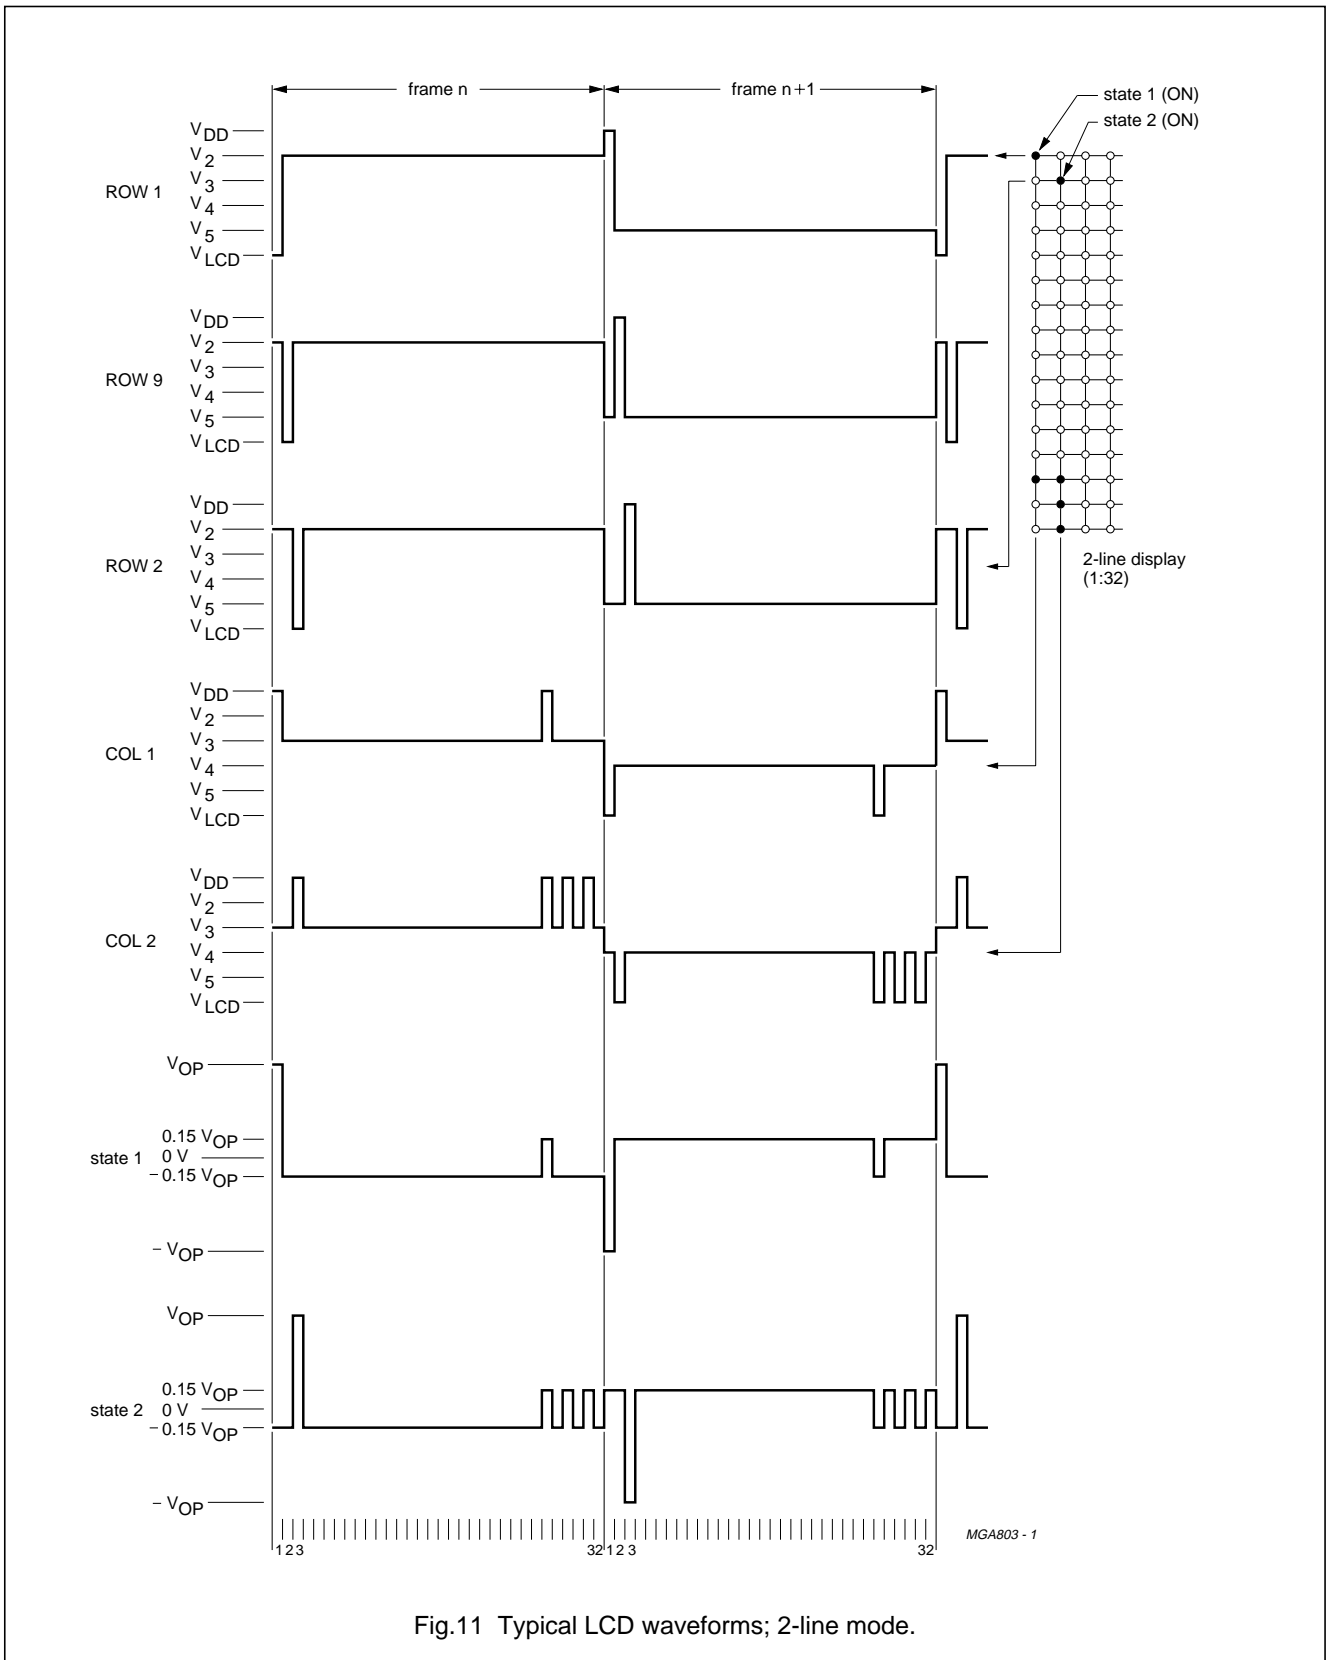 frame n
frame n+1
state 1 (ON)
state 2 (ON)
ROW 1
VDD
V2
V3
V4
V5
VLCD
ROW 9
VDD
V2
V3
V4
V5
VLCD
ROW 2
VDD
V2
V3
V4
V5
VLCD
2-line display
(1:32)
COL 1
VDD
V2
V3
V4
V5
VLCD
COL 2
VDD
V2
V3
V4
V5
VLCD
state 1
VOP
0.15 VOP
0 V
− 0.15 VOP
− VOP
state 2
VOP
0.15 VOP
0 V
− 0.15 VOP
− VOP
1 2 3
32
1 2 3
32
MGA803 - 1
Fig.11 Typical LCD waveforms; 2-line mode.